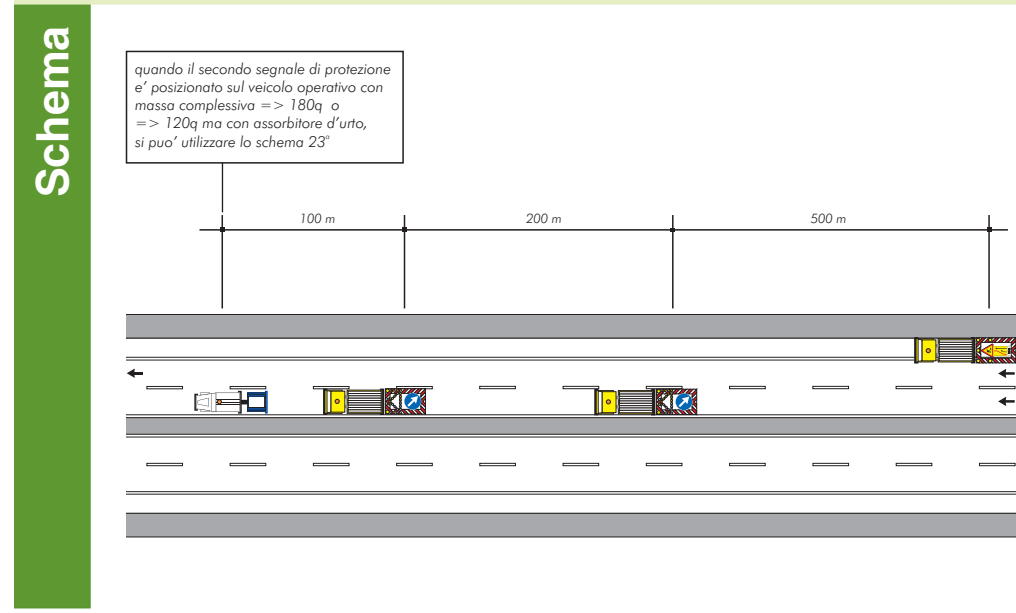 Schema
quando il secondo segnale di protezione
e' posizionato sul veicolo operativo con
massa complessiva => 180q o
=> 120q ma con assorbitore d'urto,
si puo' utilizzare lo schema 23ª
100 m
200 m
500 m